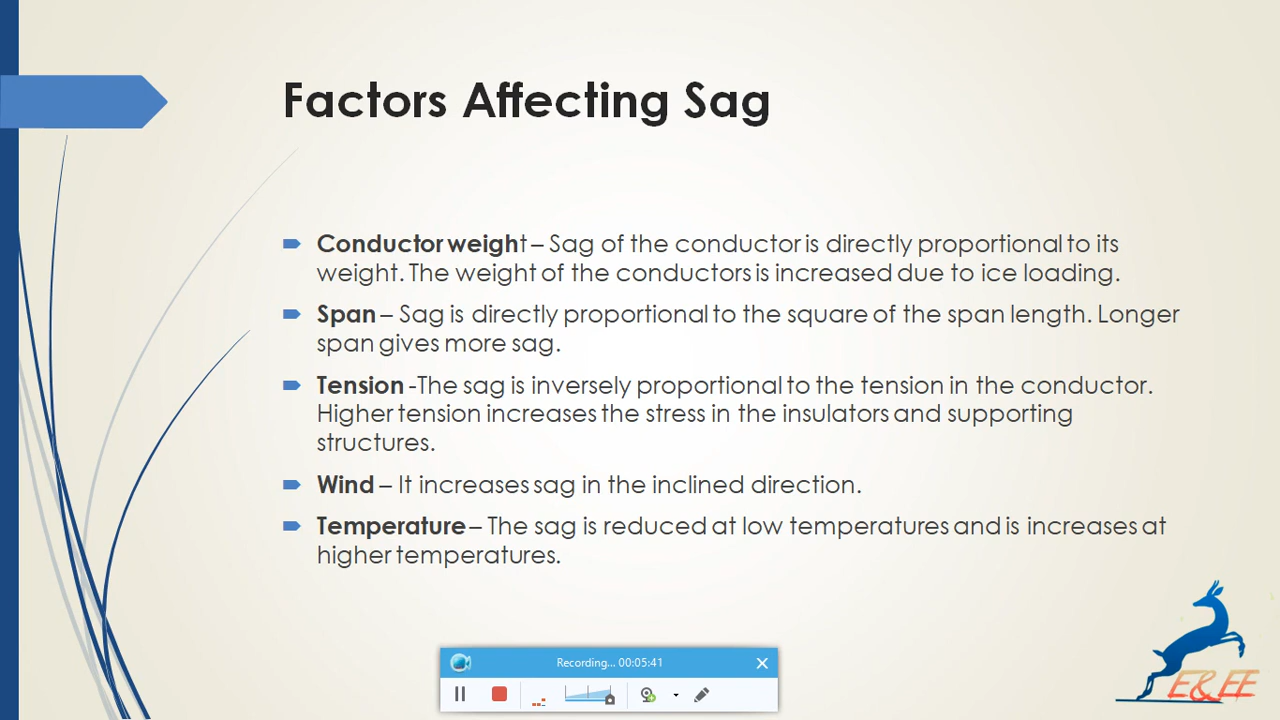 Factors Affecting Sag
Conductor weight – Sag of the conductor is directly proportional to its
weight. The weight of the conductors is increased due to ice loading.
Span – Sag is directly proportional to the square of the span length. Longer
span gives more sag.
Tension -The sag is inversely proportional to the tension in the conductor.
Higher tension increases the stress in the insulators and supporting
structures.
Wind – It increases sag in the inclined direction.
Temperature – The sag is reduced at low temperatures and is increases at
higher temperatures.
Recording... 00:05:41
E&EE